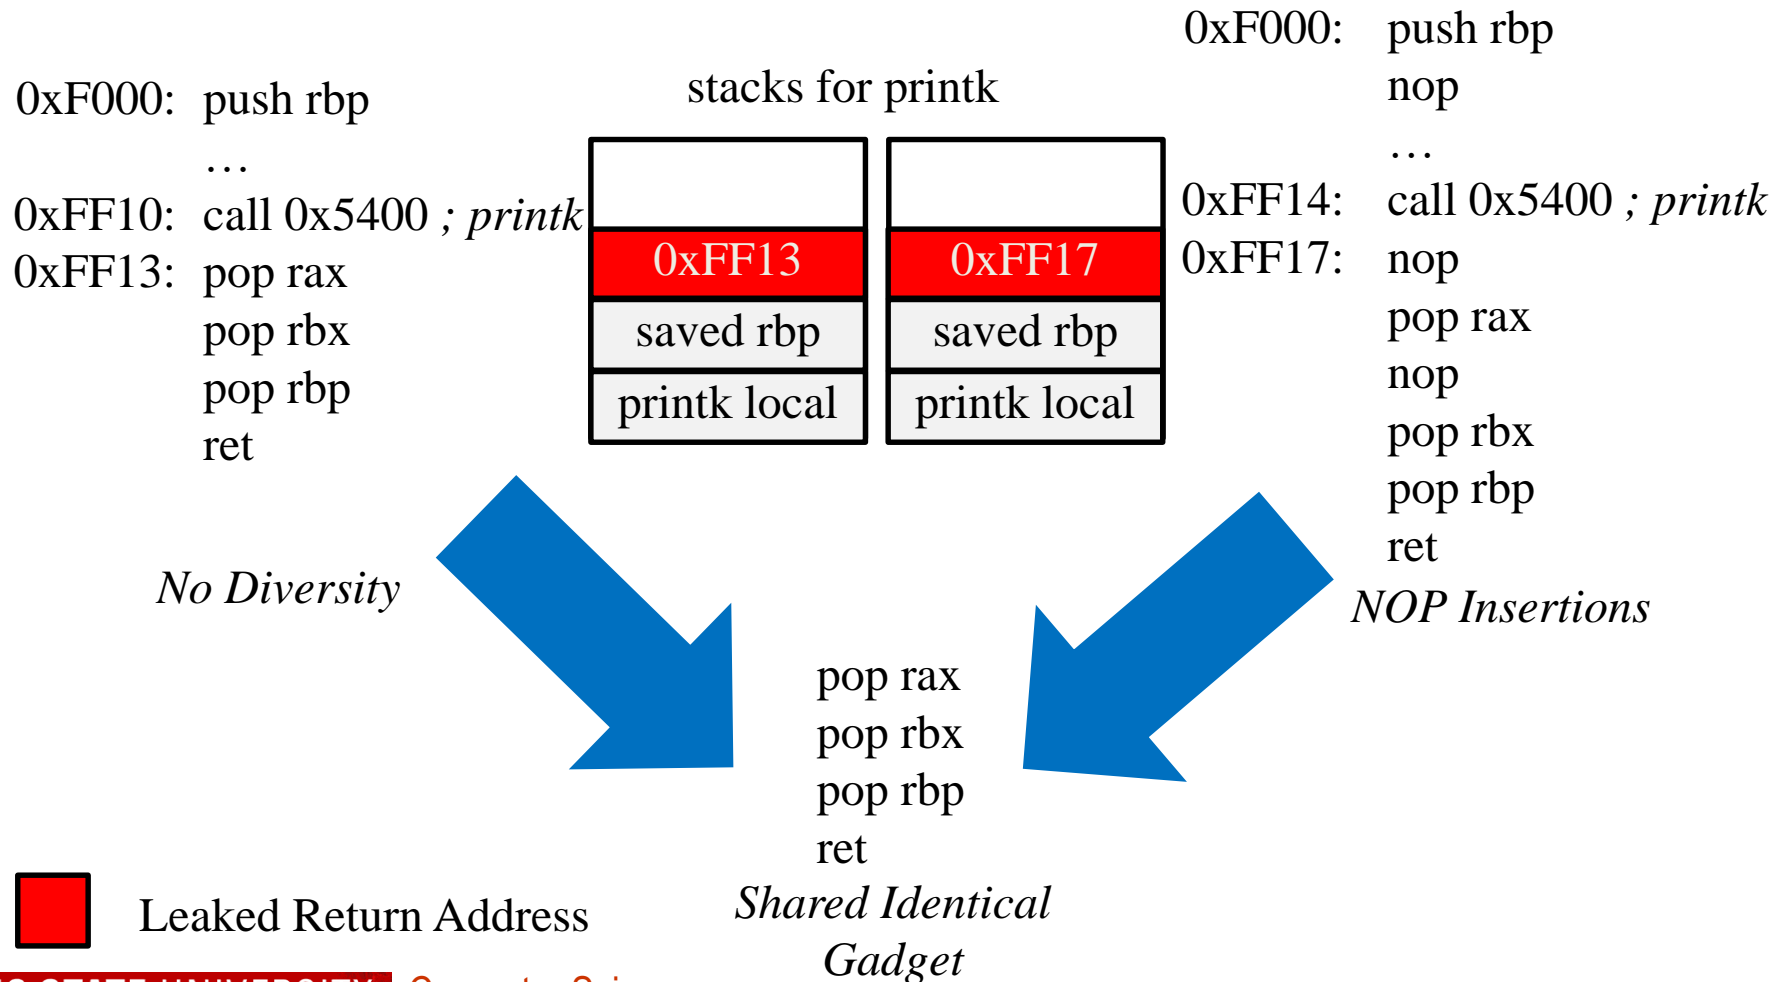 0xF000: push rbp
…
0xFF10: call 0x5400 ; printk
0xFF13: pop rax
pop rbx
pop rbp
ret
No Diversity
stacks for printk
0xFF13 0xFF17
saved rbp saved rbp
printk local printk local
0xF000: push rbp
nop
…
0xFF14: call 0x5400 ; printk
0xFF17: nop
pop rax
nop
pop rbx
pop rbp
ret
NOP Insertions
pop rax
pop rbx
pop rbp
ret
Shared Identical
Gadget
Leaked Return Address